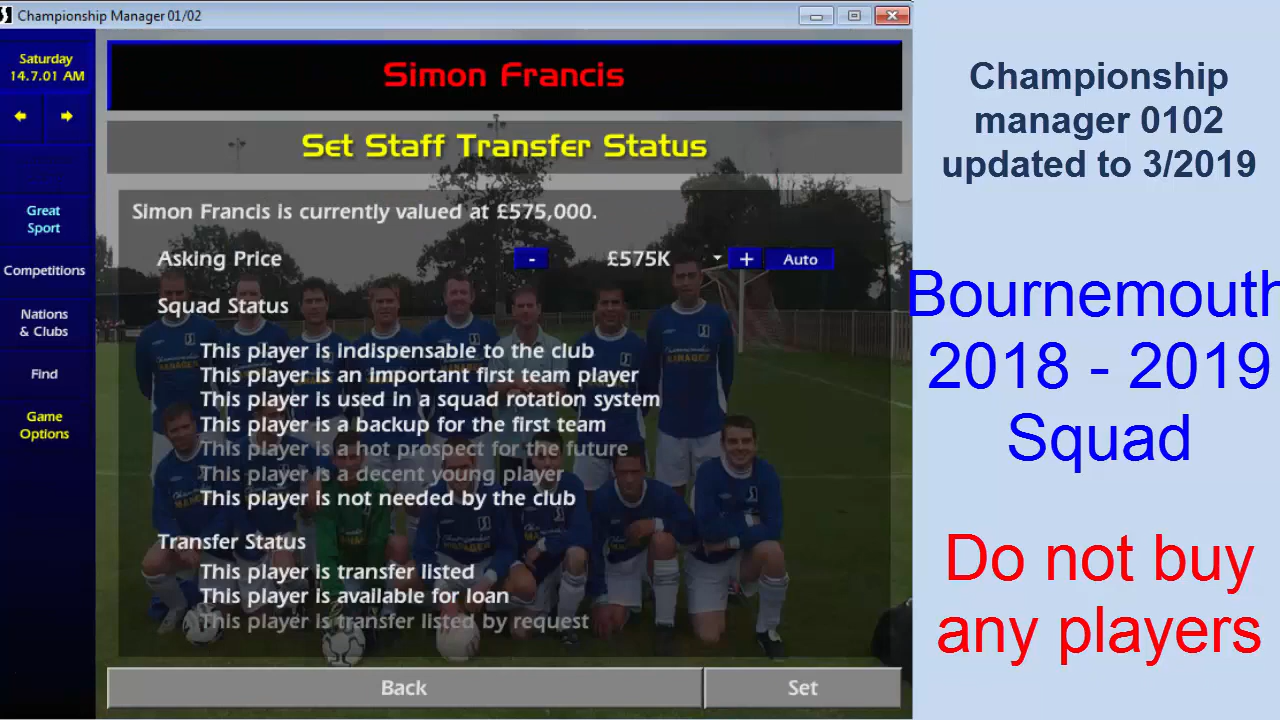 Championship Manager 01/02
Saturday
14.7.01 AM
Great
Sport
Competitions
Nations
& Clubs
Find
Game
Options
Simon Francis
Set Staff Transfer Status
Simon Francis is currently valued at £575,000.
Asking Price - £575K + Auto
Squad Status
This player is indispensable to the club
This player is an important first team player
This player is used in a squad rotation system
This player is a backup for the first team
This player is a hot prospect for the future
This player is a decent young player
This player is not needed by the club
Transfer Status
This player is transfer listed
This player is available for loan
This player is transfer listed by request
Back
Set
Championship
manager 0102
updated to 3/2019
Bournemouth
2018 - 2019
Squad
Do not buy
any players